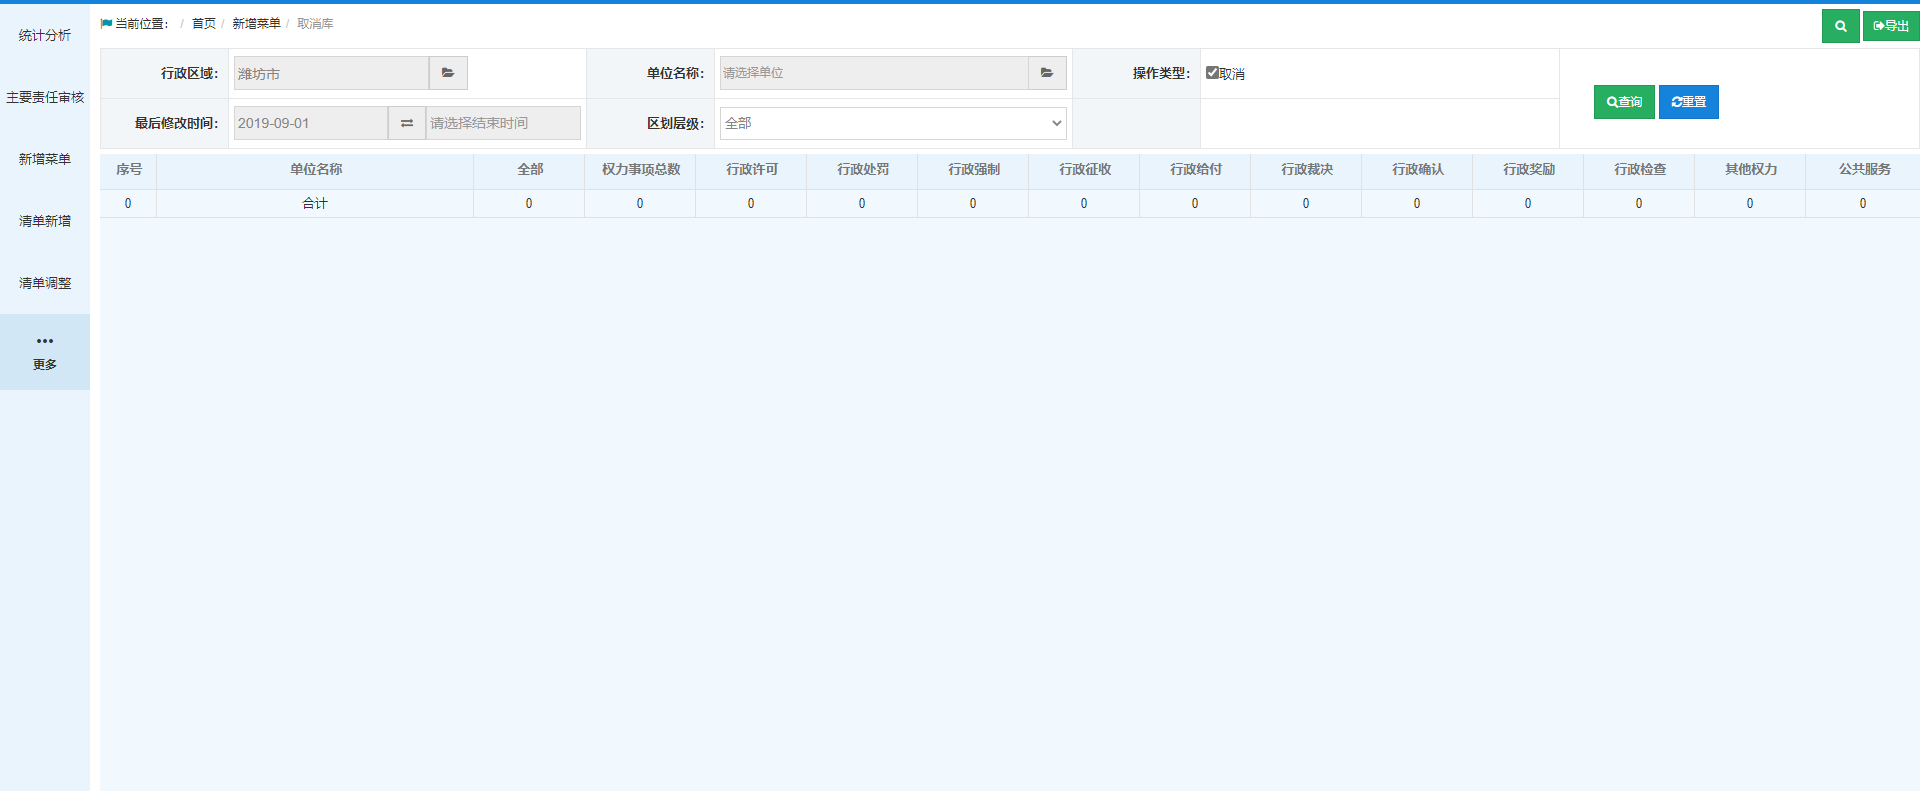 当前位置： / 首页 / 新增菜单 / 取消库
导出
统计分析
主要责任审核
新增菜单
清单新增
清单调整
更多
行政区域： 潍坊市 单位名称： 请选择单位 操作类型： 取消
最后修改时间： 2019-09-01 请选择结束时间 区划层级： 全部
查询 重置
序号 单位名称 全部 权力事项总数 行政许可 行政处罚 行政强制 行政征收 行政给付 行政裁决 行政确认 行政奖励 行政检查 其他权力 公共服务
0 合计 0 0 0 0 0 0 0 0 0 0 0 0 0